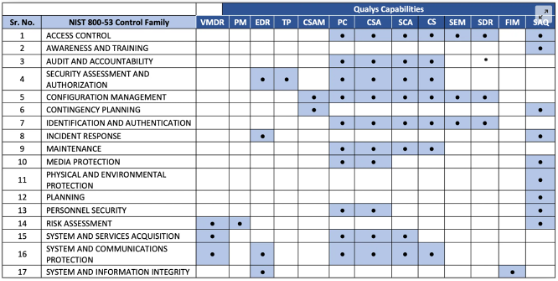 Qualys Capabilities
Sr. No. NIST 800-53 Control Family VMDR PM EDR TP CSAM PC CSA SCA CS SEM SDR FIM SAQ
1 ACCESS CONTROL • • • • • • •
2 AWARENESS AND TRAINING •
3 AUDIT AND ACCOUNTABILITY • • • • •
4 SECURITY ASSESSMENT AND
AUTHORIZATION • • • • • •
5 CONFIGURATION MANAGEMENT • • • • • • •
6 CONTINGENCY PLANNING • •
7 IDENTIFICATION AND AUTHENTICATION • • • • • •
8 INCIDENT RESPONSE • •
9 MAINTENANCE • • • •
10 MEDIA PROTECTION • • •
11 PHYSICAL AND ENVIRONMENTAL
PROTECTION •
12 PLANNING •
13 PERSONNEL SECURITY • • •
14 RISK ASSESSMENT • • •
15 SYSTEM AND SERVICES ACQUISITION • • • •
16 SYSTEM AND COMMUNICATIONS
PROTECTION • • • • • •
17 SYSTEM AND INFORMATION INTEGRITY • •